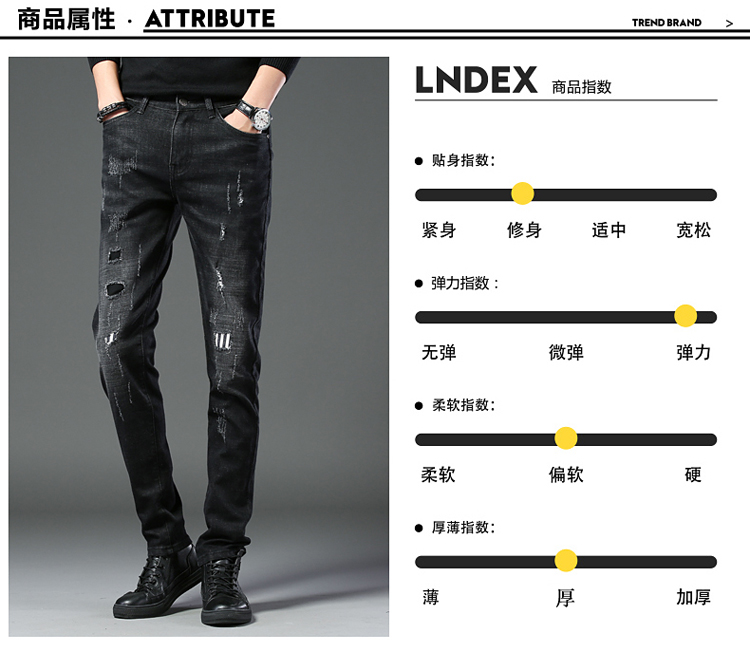 商品属性 · ATTRIBUTE
TREND BRAND >
LNDEX 商品指数
● 贴身指数：
紧身 修身 适中 宽松
● 弹力指数：
无弹 微弹 弹力
● 柔软指数：
柔软 偏软 硬
● 厚薄指数：
薄 厚 加厚